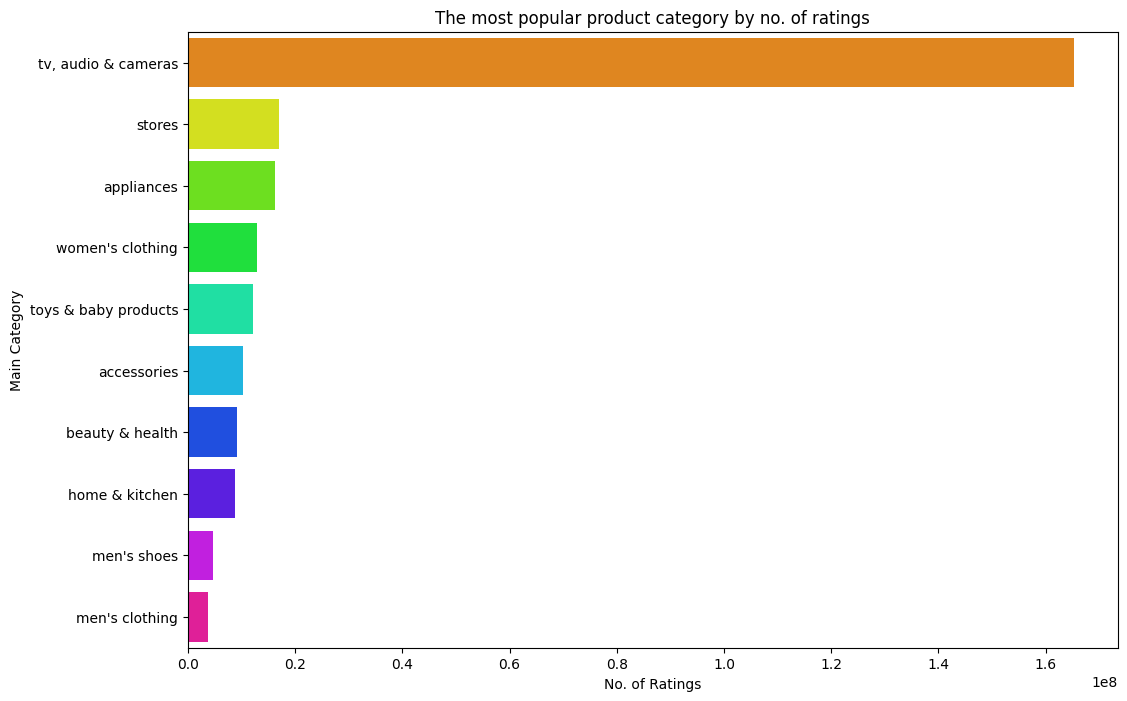 The most popular product category by no. of ratings
Main Category
tv, audio & cameras
stores
appliances
women's clothing
toys & baby products
accessories
beauty & health
home & kitchen
men's shoes
men's clothing
0.0 0.2 0.4 0.6 0.8 1.0 1.2 1.4 1.6
1e8
No. of Ratings